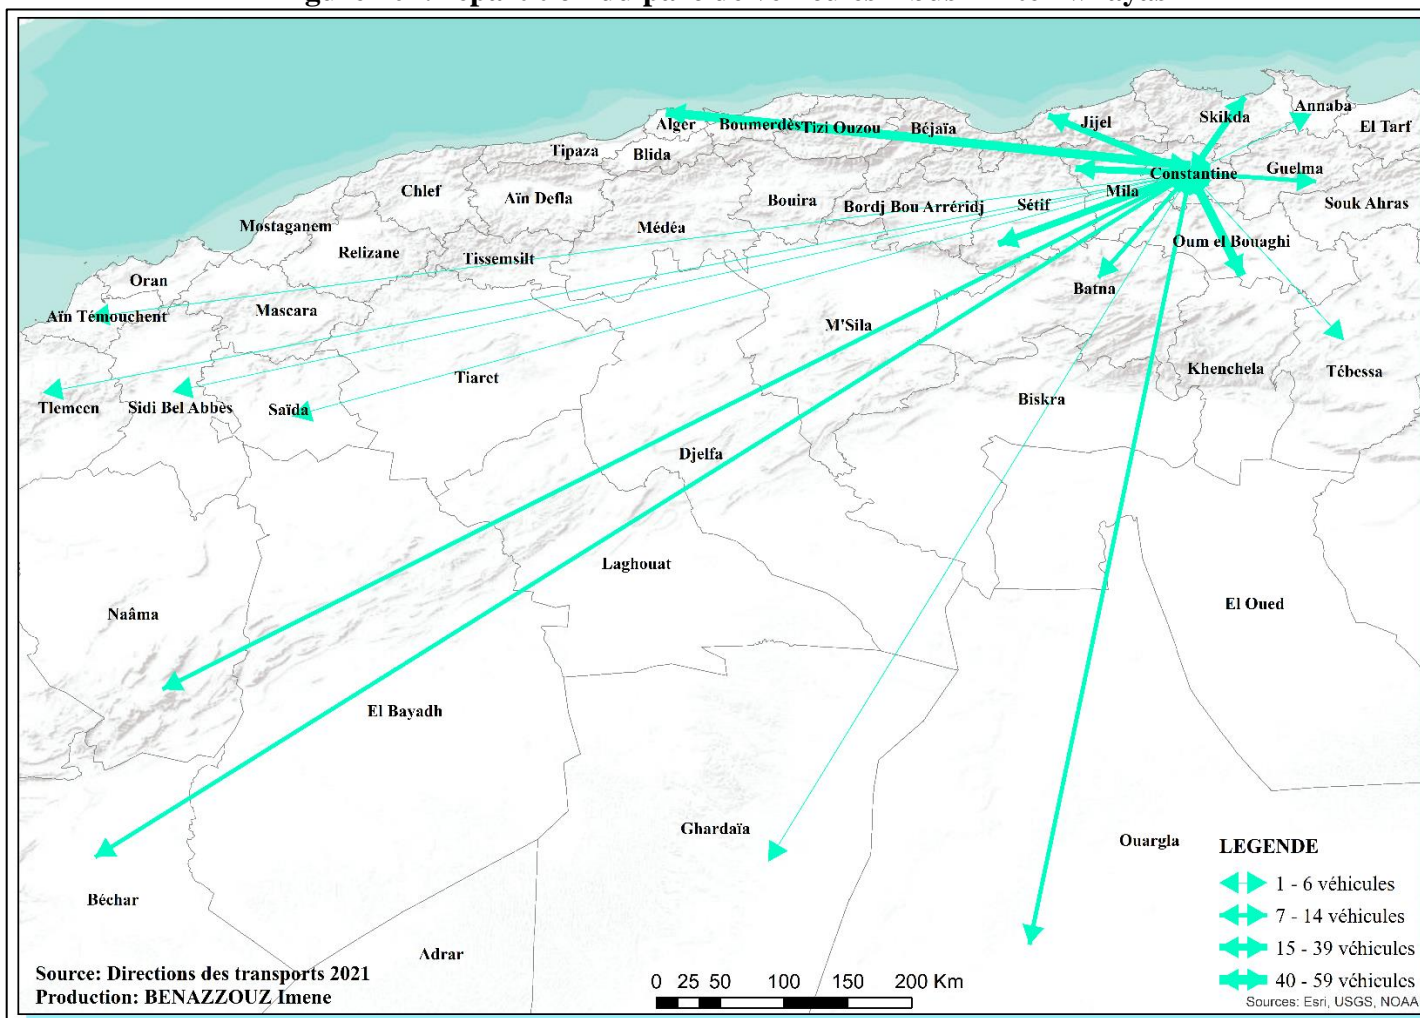 Alger
Boumerdès
Tizi Ouzou
Béjaïa
Jijel
Skikda
Annaba
El Tarf
Tipaza
Blida
Constantine
Guelma
Chlef
Aïn Defla
Bouira
Bordj Bou Arréridj
Sétif
Mila
Souk Ahras
Mostaganem
Relizane
Médéa
Tissemsilt
Oum el Bouaghi
Oran
Aïn Témouchent
Mascara
Batna
M'Sila
Tlemcen
Sidi Bel Abbès
Saïda
Tiaret
Biskra
Khenchela
Tébessa
Djelfa
Laghouat
Naâma
El Oued
El Bayadh
Ghardaïa
Ouargla
Béchar
Adrar
LEGENDE
1 - 6 véhicules
7 - 14 véhicules
15 - 39 véhicules
40 - 59 véhicules
Source: Directions des transports 2021
Production: BENAZZOUZ Imene
0 25 50 100 150 200 Km
Sources: Esri, USGS, NOAA